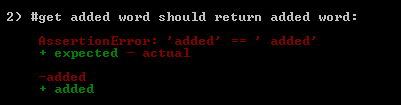 2) #get added word should return added word:
AssertionError: 'added' == ' added'
+ expected - actual
-added
+ added